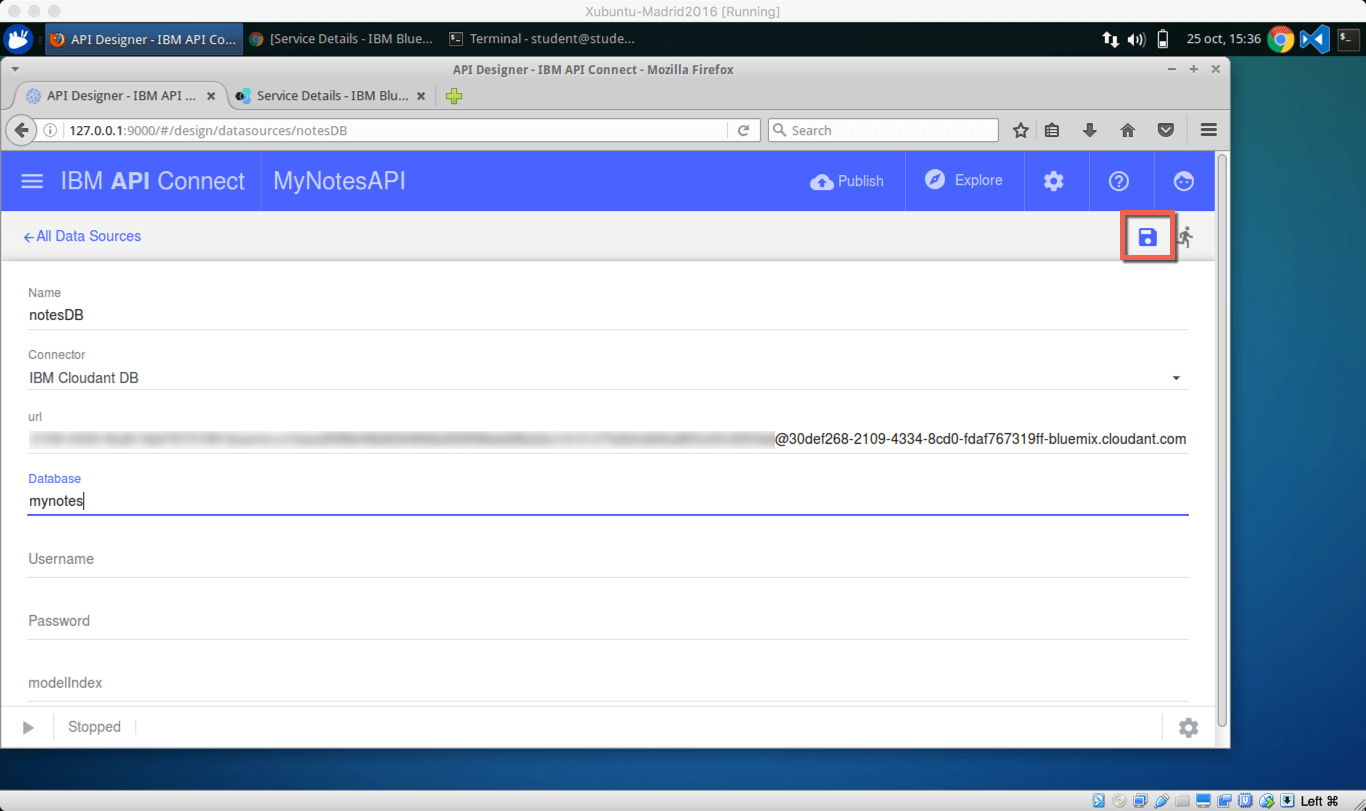 Xubuntu-Madrid2016 [Running]
API Designer - IBM API Co... [Service Details - IBM Blue... Terminal - student@stude... 25 oct, 15:36
API Designer - IBM API Connect - Mozilla Firefox
API Designer - IBM API ... Service Details - IBM Blu...
127.0.0.1:9000/#/design/datasources/notesDB Search
IBM API Connect MyNotesAPI Publish Explore
All Data Sources
Name
notesDB
Connector
IBM Cloudant DB
url
@30def268-2109-4334-8cd0-fdaf767319ff-bluemix.cloudant.com
Database
mynotes
Username
Password
modelIndex
Stopped
Left ⌘